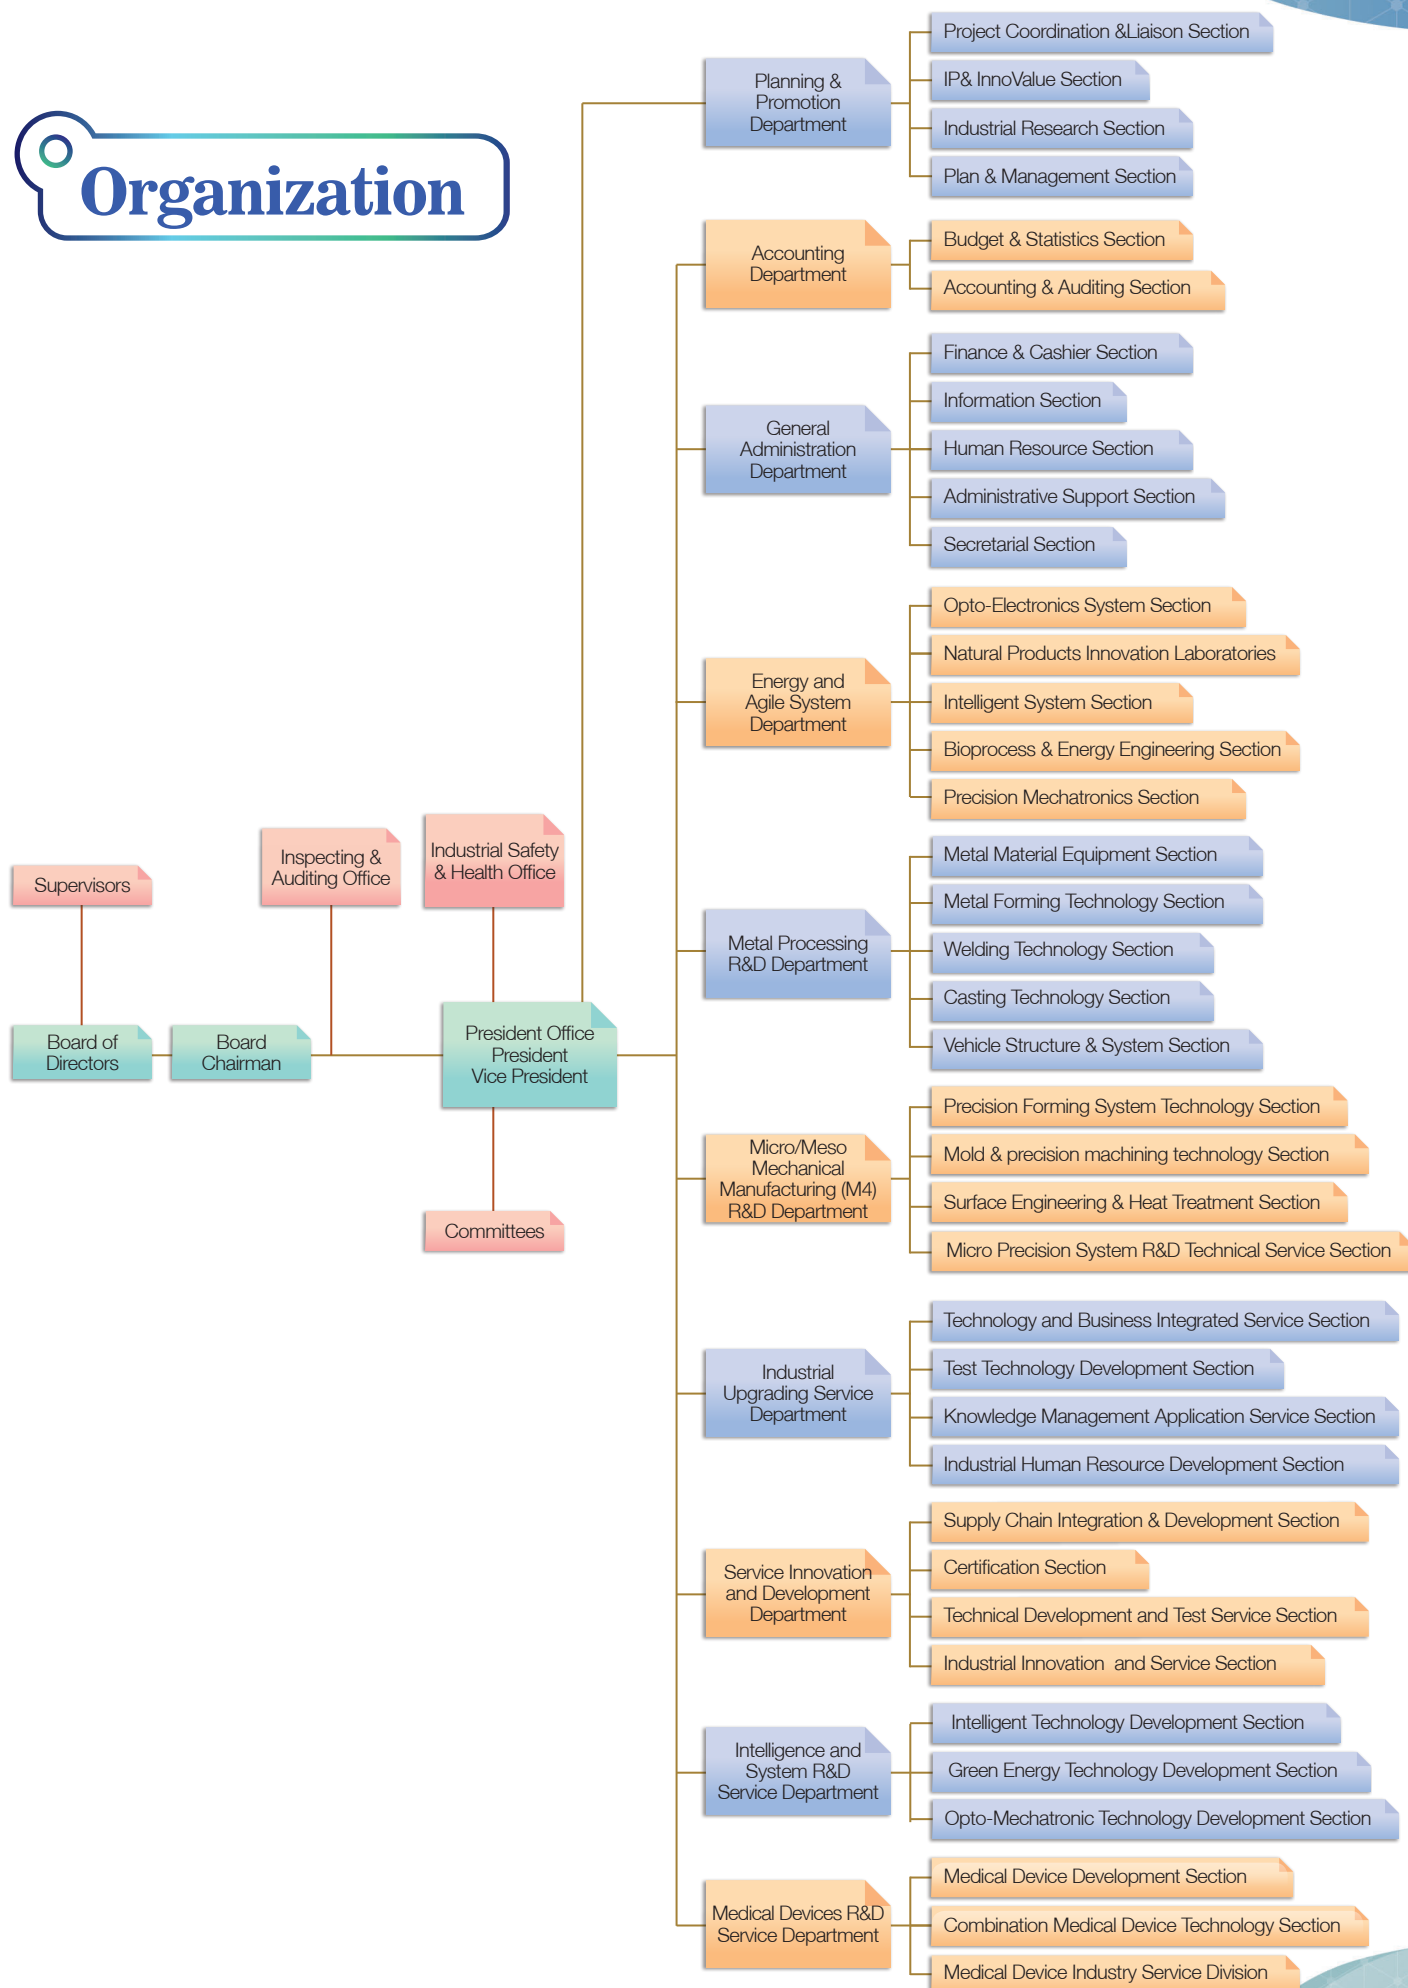 Organization
Supervisors
Board of
Directors
Board
Chairman
Inspecting &
Auditing Office
Industrial Safety
& Health Office
President Office
President
Vice President
Committees
Planning &
Promotion
Department
Project Coordination &Liaison Section
IP& InnoValue Section
Industrial Research Section
Plan & Management Section
Accounting
Department
Budget & Statistics Section
Accounting & Auditing Section
General
Administration
Department
Finance & Cashier Section
Information Section
Human Resource Section
Administrative Support Section
Secretarial Section
Energy and
Agile System
Department
Opto-Electronics System Section
Natural Products Innovation Laboratories
Intelligent System Section
Bioprocess & Energy Engineering Section
Precision Mechatronics Section
Metal Processing
R&D Department
Metal Material Equipment Section
Metal Forming Technology Section
Welding Technology Section
Casting Technology Section
Vehicle Structure & System Section
Micro/Meso
Mechanical
Manufacturing (M4)
R&D Department
Precision Forming System Technology Section
Mold & precision machining technology Section
Surface Engineering & Heat Treatment Section
Micro Precision System R&D Technical Service Section
Industrial
Upgrading Service
Department
Technology and Business Integrated Service Section
Test Technology Development Section
Knowledge Management Application Service Section
Industrial Human Resource Development Section
Service Innovation
and Development
Department
Supply Chain Integration & Development Section
Certification Section
Technical Development and Test Service Section
Industrial Innovation  and Service Section
Intelligence and
System R&D
Service Department
Intelligent Technology Development Section
Green Energy Technology Development Section
Opto-Mechatronic Technology Development Section
Medical Devices R&D
Service Department
Medical Device Development Section
Combination Medical Device Technology Section
Medical Device Industry Service Division